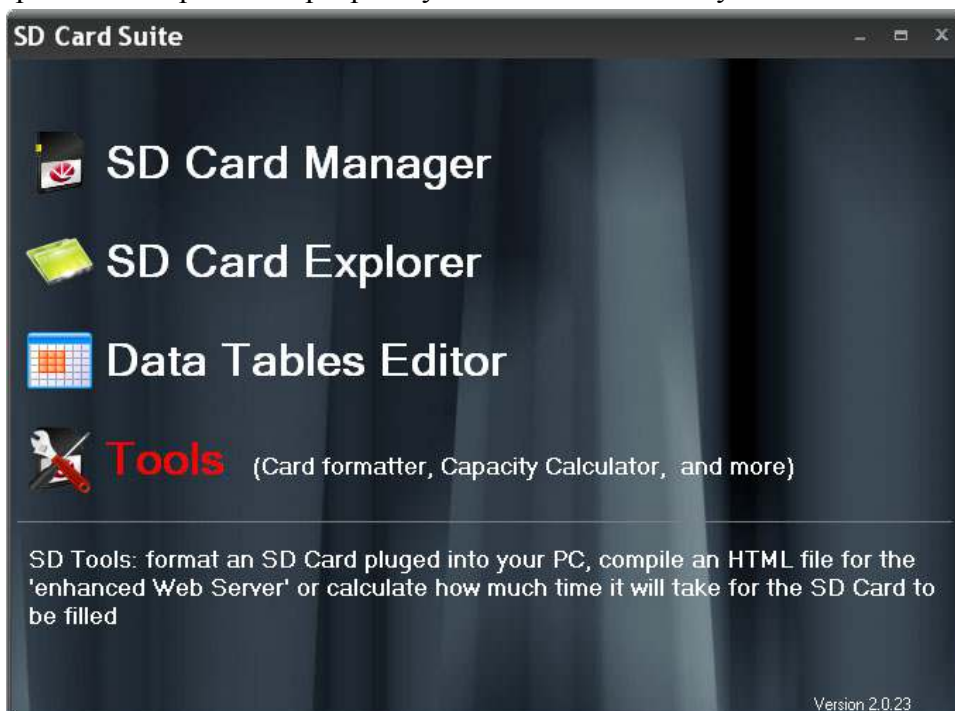 SD Card Suite
SD Card Manager
SD Card Explorer
Data Tables Editor
Tools (Card formatter, Capacity Calculator, and more)
SD Tools: format an SD Card pluged into your PC, compile an HTML file for the
'enhanced Web Server' or calculate how much time it will take for the SD Card to
be filled
Version 2.0.23